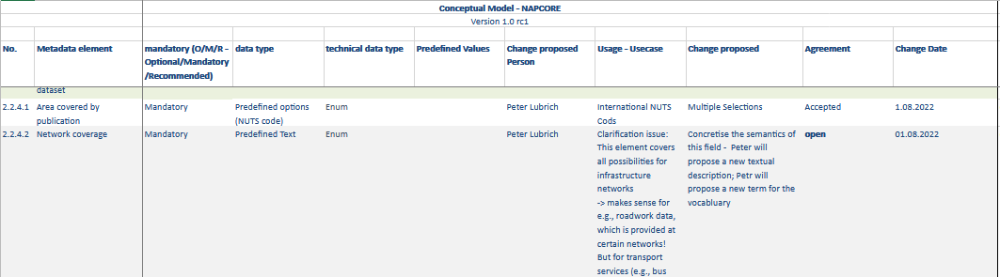 Conceptual Model - NAPCORE
Version 1.0 rc1
No. Metadata element mandatory (O/M/R - data type technical data type Predefined Values Change proposed Usage - Usecase Change proposed Agreement Change Date
Optional/Mandatory Person
/Recommended)
dataset
2.2.4.1 Area covered by Mandatory Predefined options Enum Peter Lubrich International NUTS Multiple Selections Accepted 1.08.2022
publication (NUTS code) Cods
2.2.4.2 Network coverage Mandatory Predefined Text Enum Peter Lubrich Clarification issue: Concretise the semantics of open 01.08.2022
This element covers this field - Peter will
all possibilities for propose a new textual
infrastructure description; Petr will
networks propose a new term for the
-> makes sense for vocabluary
e.g., roadwork data,
which is provided at
certain networks!
But for transport
services (e.g., bus